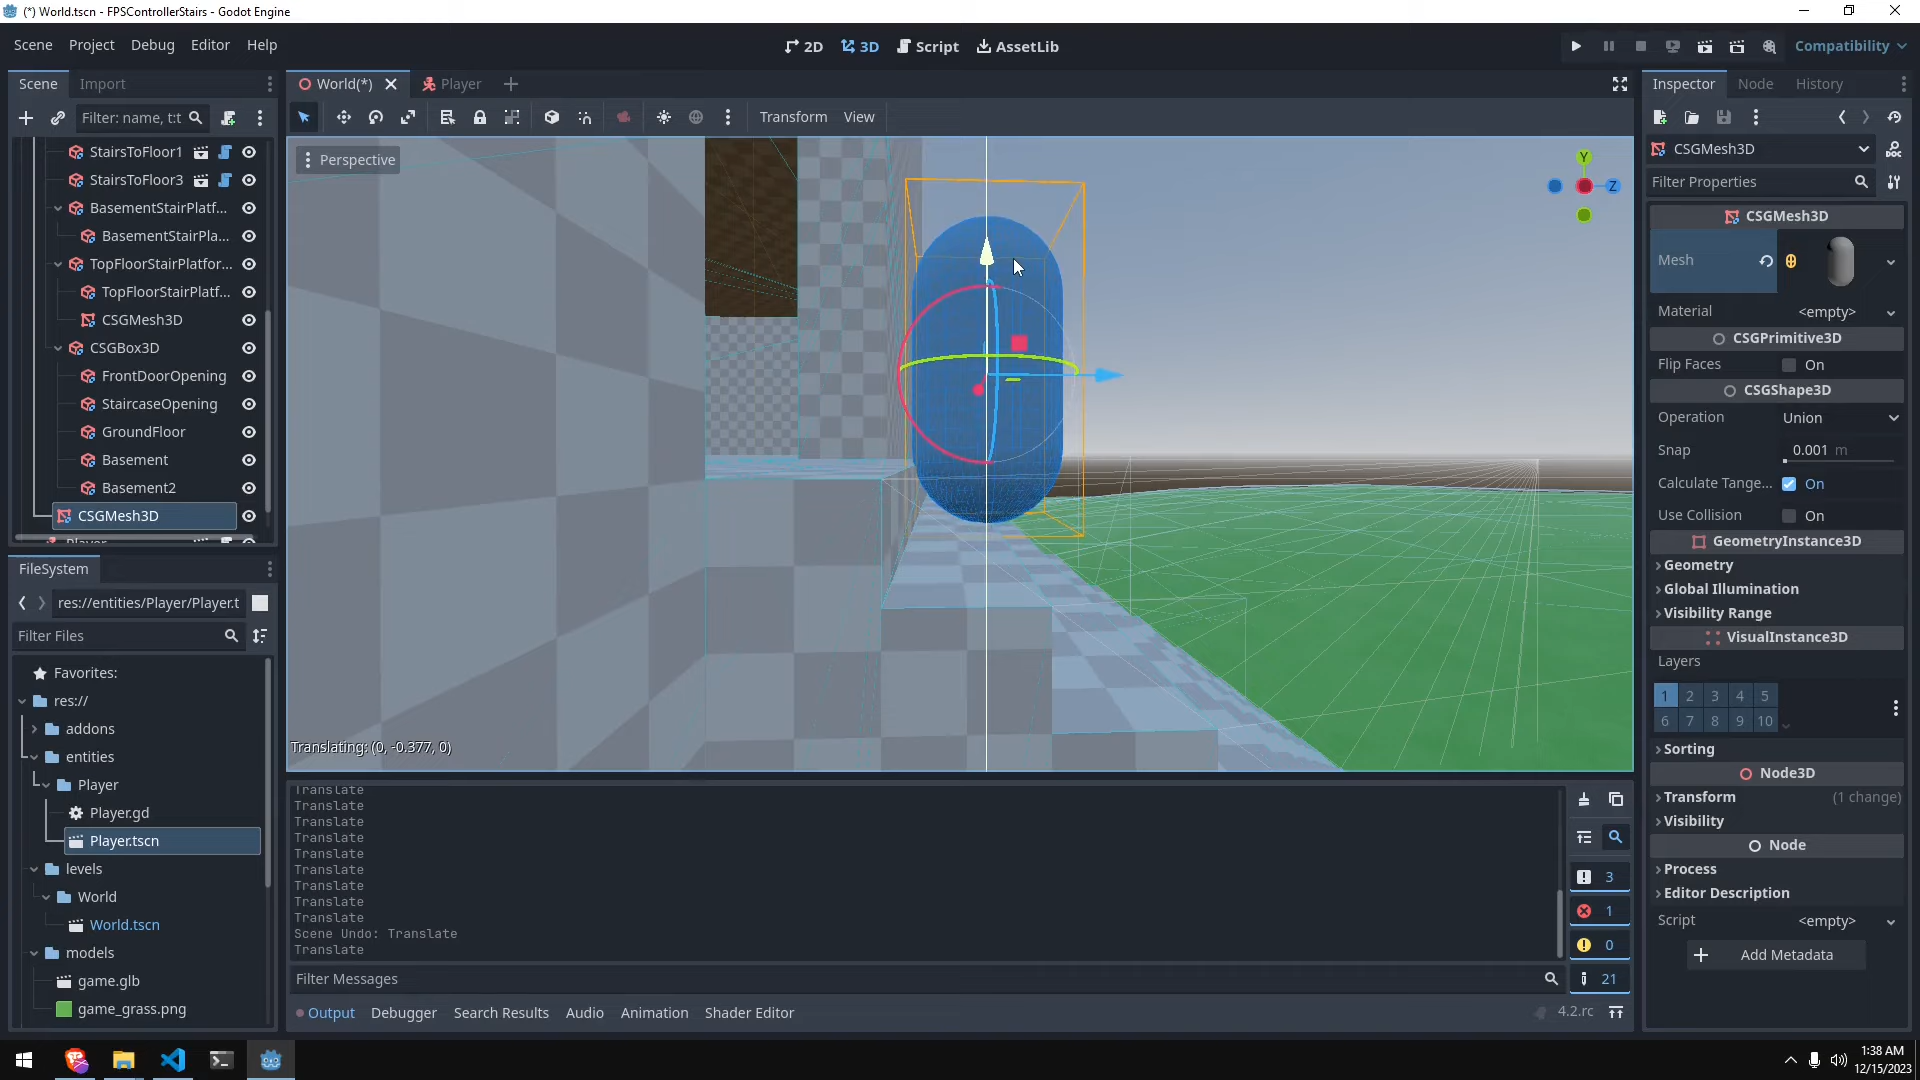 (*) World.tscn - FPSControllerStairs - Godot Engine
Scene Project Debug Editor Help
2D 3D Script AssetLib
Compatibility
Scene Import
World(*) Player
Inspector Node History
Filter: name, t:t
Transform View
StairsToFloor1
StairsToFloor3
BasementStairPlatf...
BasementStairPla...
TopFloorStairPlatfor...
TopFloorStairPlatf...
CSGMesh3D
CSGBox3D
FrontDoorOpening
StaircaseOpening
GroundFloor
Basement
Basement2
CSGMesh3D
Player
FileSystem
res://entities/Player/Player.t
Filter Files
Favorites:
res://
addons
entities
Player
Player.gd
Player.tscn
levels
World
World.tscn
models
game.glb
game_grass.png
Perspective
Y
Z
Translating: (0, -0.377, 0)
Translate
Translate
Translate
Translate
Translate
Translate
Translate
Translate
Translate
Scene Undo: Translate
Translate
Filter Messages
3
1
0
21
Output Debugger Search Results Audio Animation Shader Editor
4.2.rc
CSGMesh3D
DOC
Filter Properties
CSGMesh3D
Mesh
Material <empty>
CSGPrimitive3D
Flip Faces On
CSGShape3D
Operation Union
Snap 0.001 m
Calculate Tange... On
Use Collision On
GeometryInstance3D
Geometry
Global Illumination
Visibility Range
VisualInstance3D
Layers
1 2 3 4 5
6 7 8 9 10
Sorting
Node3D
Transform (1 change)
Visibility
Node
Process
Editor Description
Script <empty>
Add Metadata
1:38 AM
12/15/2023